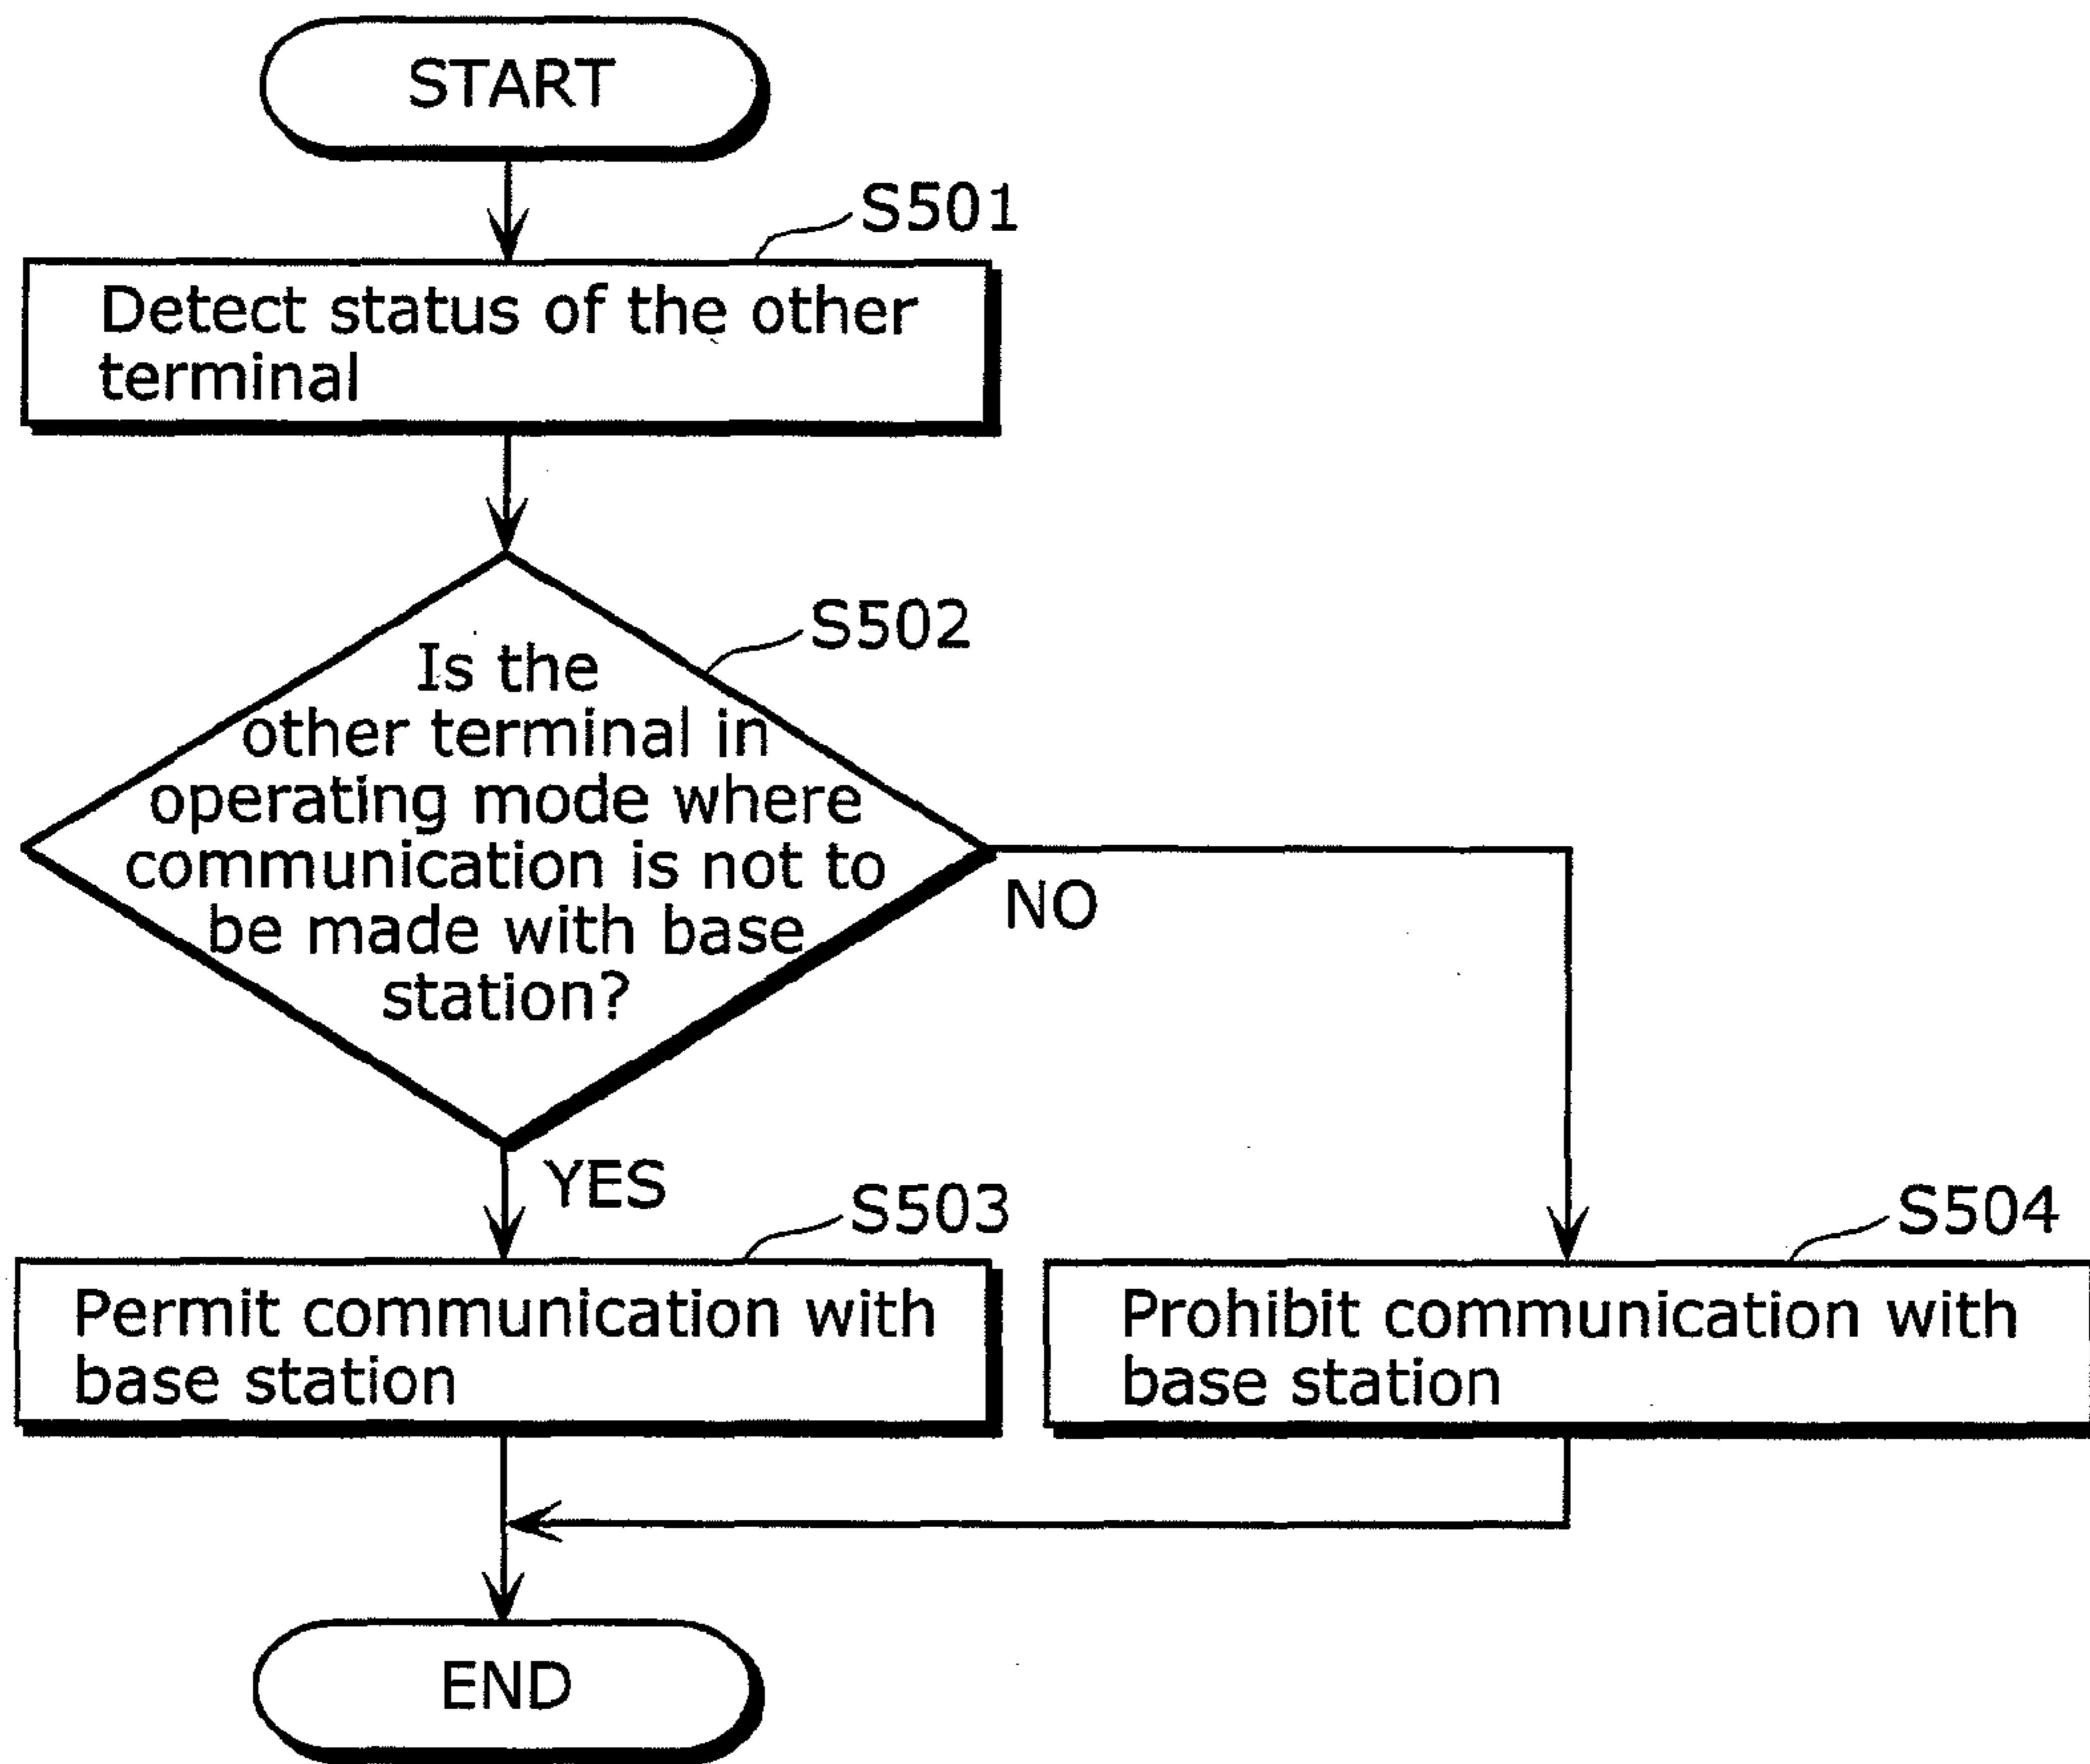 START
S501
Detect status of the other
terminal
S502
Is the
other terminal in
operating mode where
communication is not to
be made with base
station?
NO
YES
S503
Permit communication with
base station
S504
Prohibit communication with
base station
END